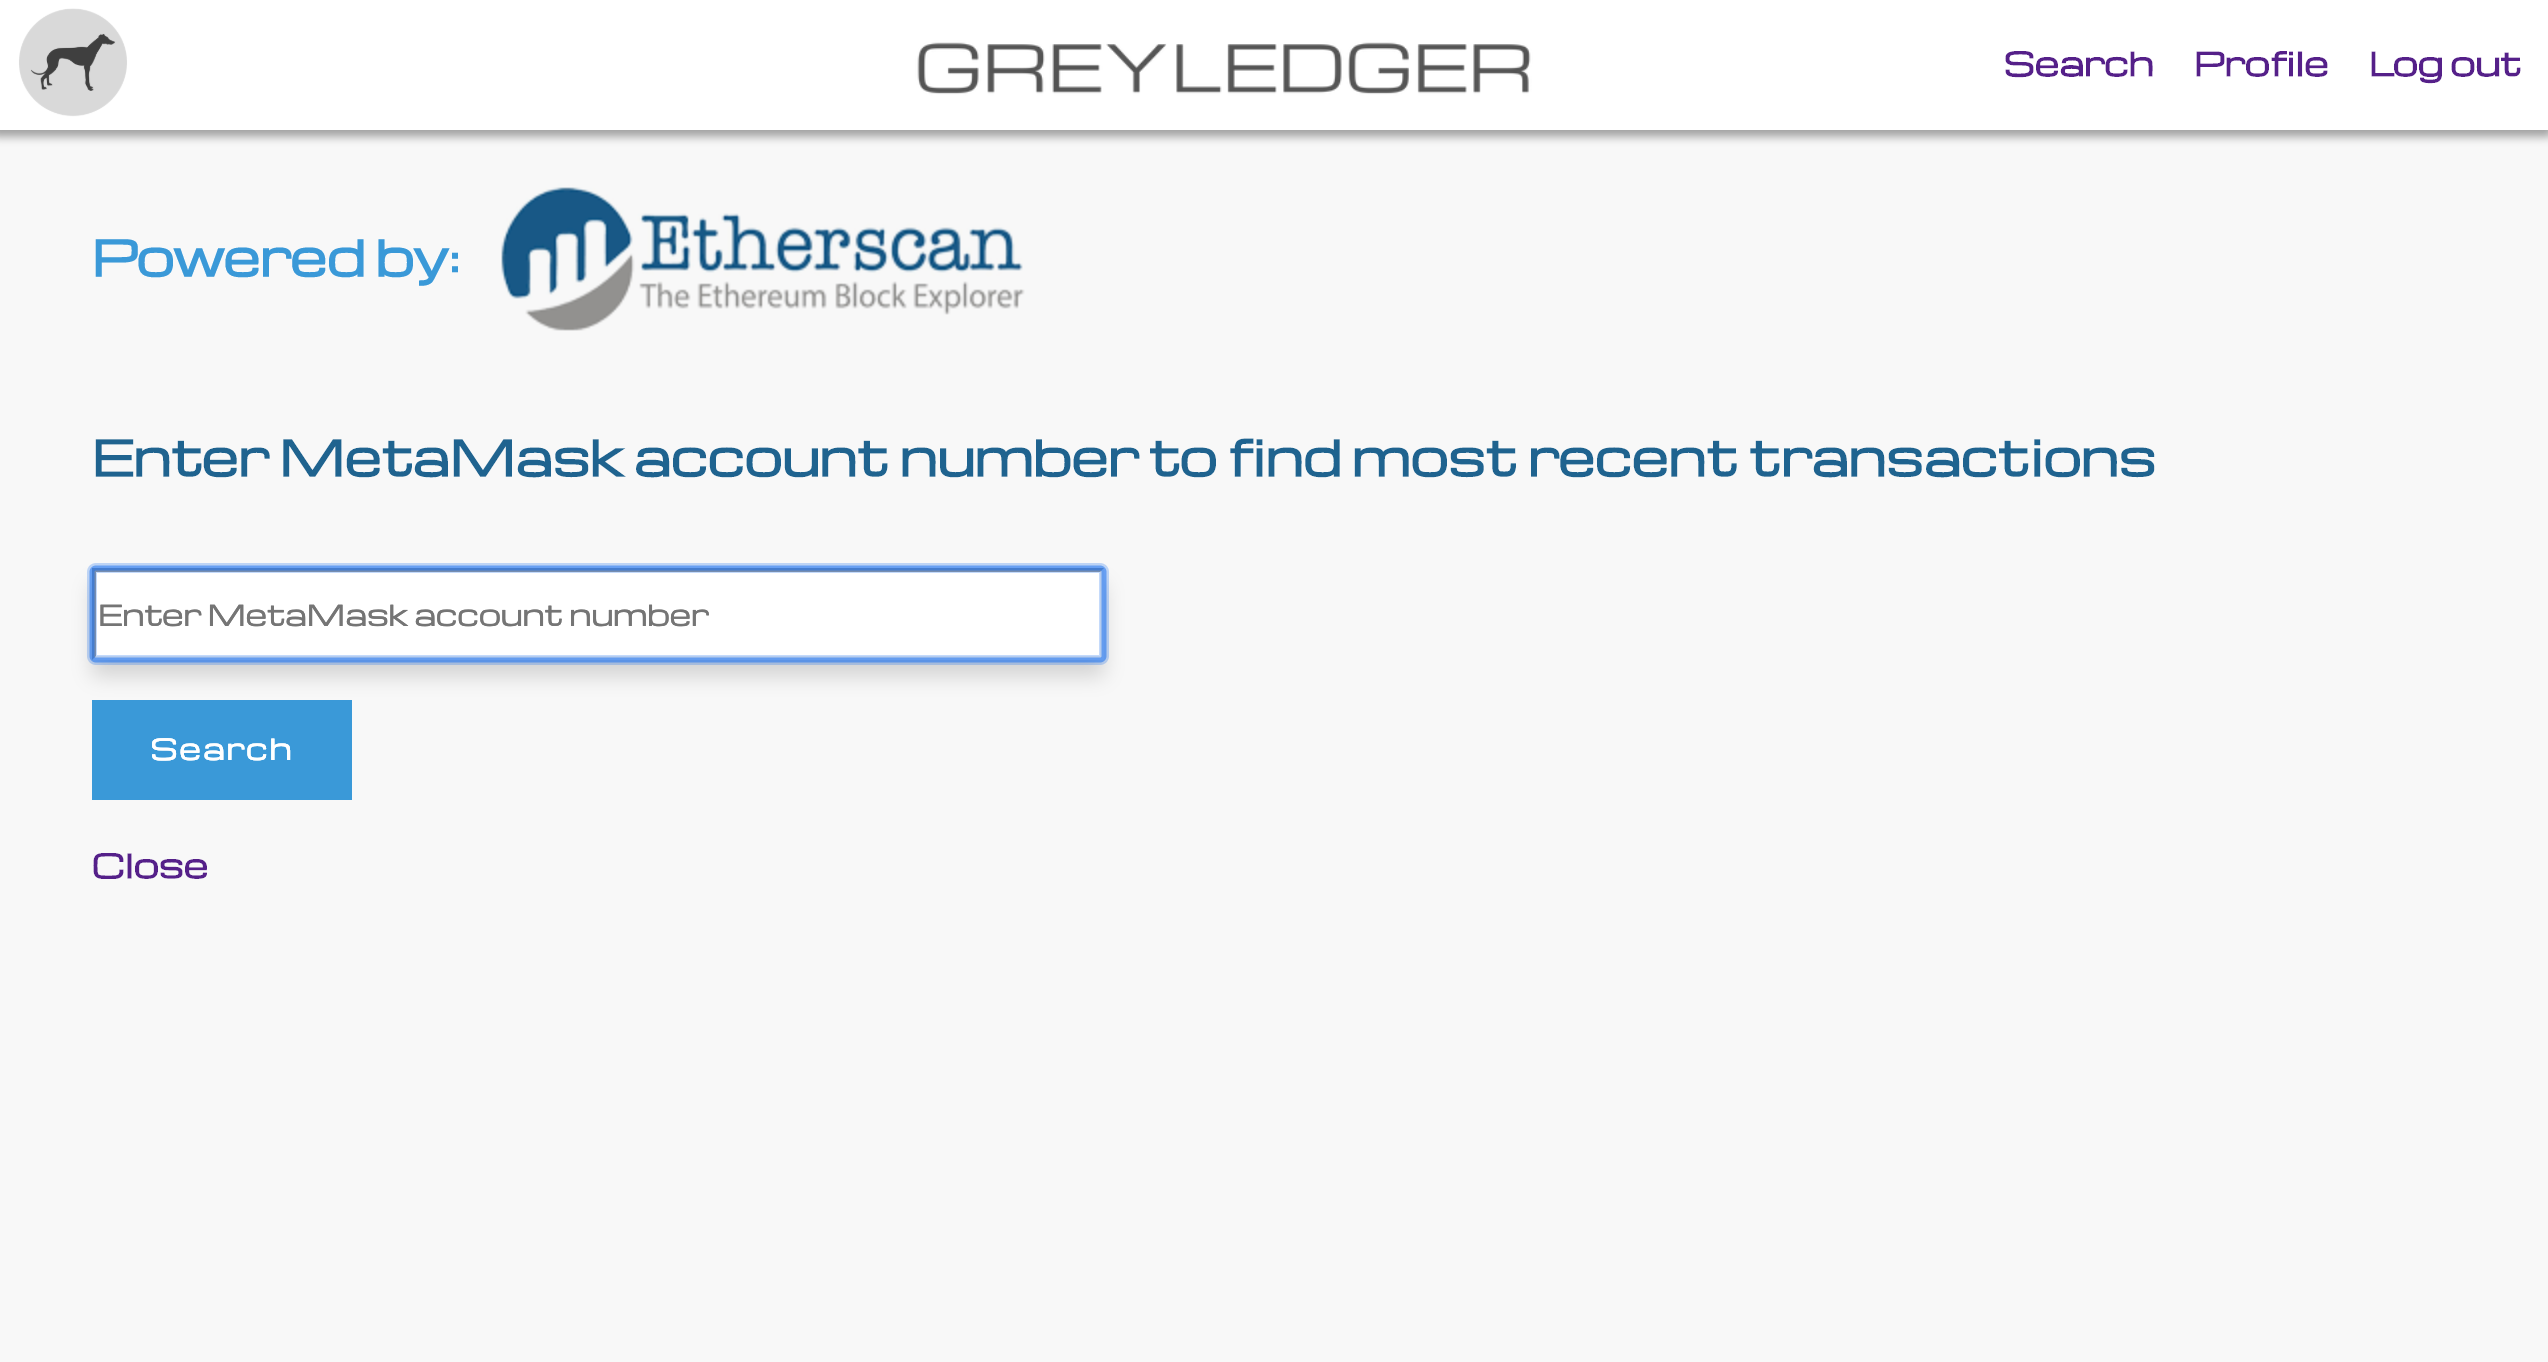 GREYLEDGER
Search Profile Log out
Powered by:
Etherscan
The Ethereum Block Explorer
Enter MetaMask account number to find most recent transactions
Enter MetaMask account number
Search
Close